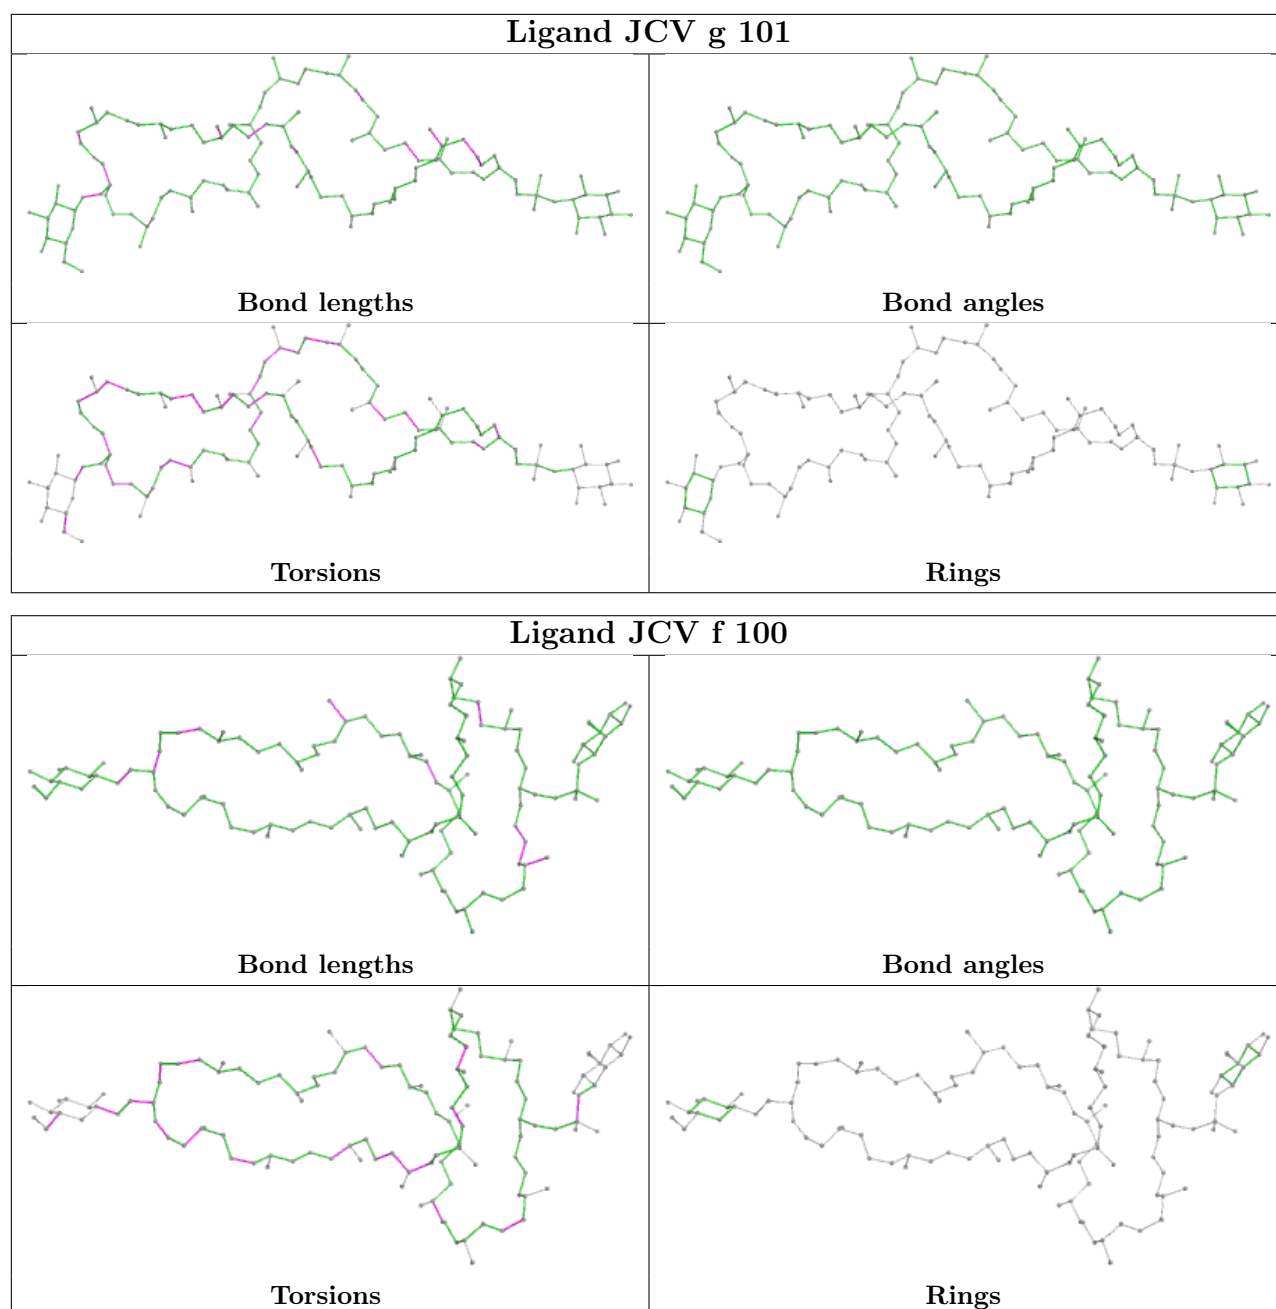 Ligand JCV g 101
Bond lengths
Bond angles
Torsions
Rings
Ligand JCV f 100
Bond lengths
Bond angles
Torsions
Rings